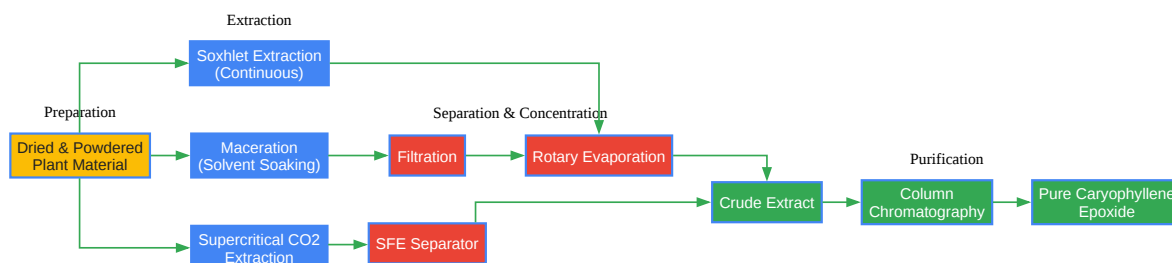 Extraction
Soxhlet Extraction
(Continuous)
Preparation
Separation & Concentration
Dried & Powdered
Plant Material
Maceration
(Solvent Soaking)
Filtration
Rotary Evaporation
Purification
Crude Extract
Column
Chromatography
Pure Caryophyllene
Epoxide
Supercritical CO2
Extraction
SFE Separator